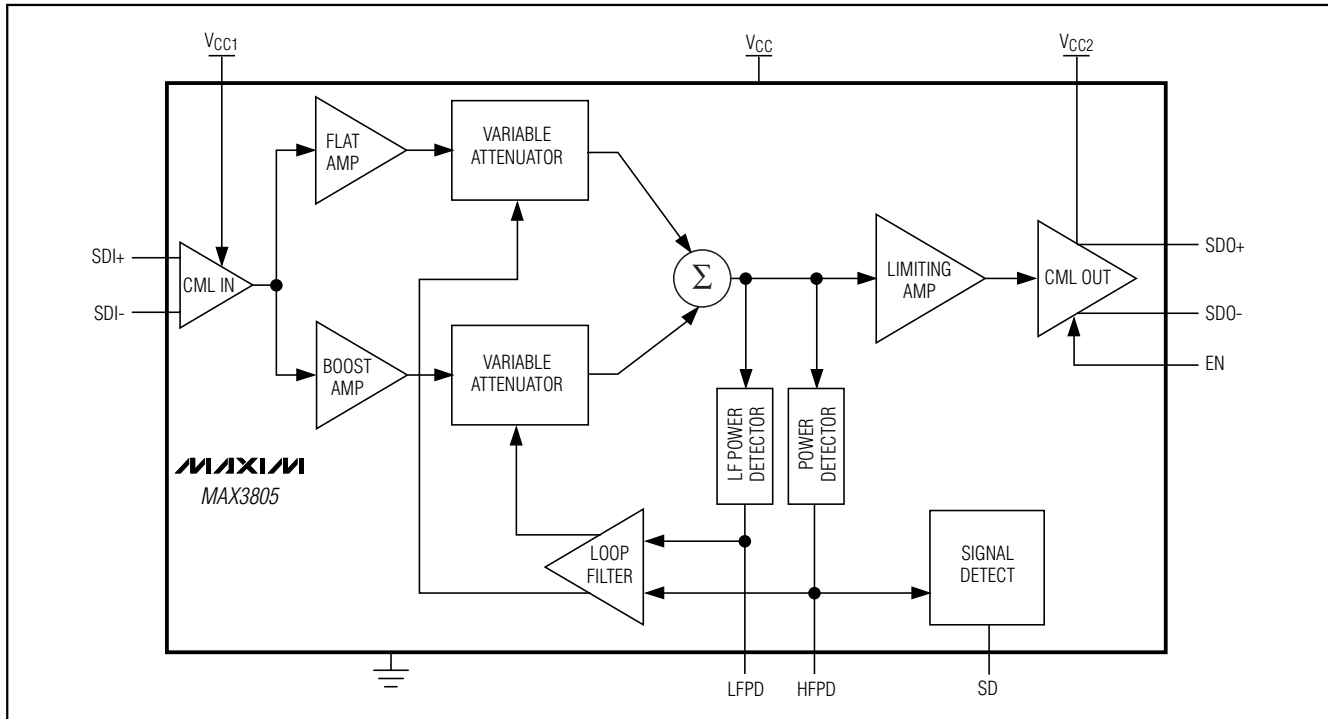 VCC1
VCC
VCC2
FLAT
AMP
VARIABLE
ATTENUATOR
SDI+
SDI-
CML IN
Σ
LIMITING
AMP
CML OUT
SDO+
SDO-
EN
BOOST
AMP
VARIABLE
ATTENUATOR
LF POWER
DETECTOR
POWER
DETECTOR
MAXIM
MAX3805
LOOP
FILTER
SIGNAL
DETECT
LFPD
HFPD
SD